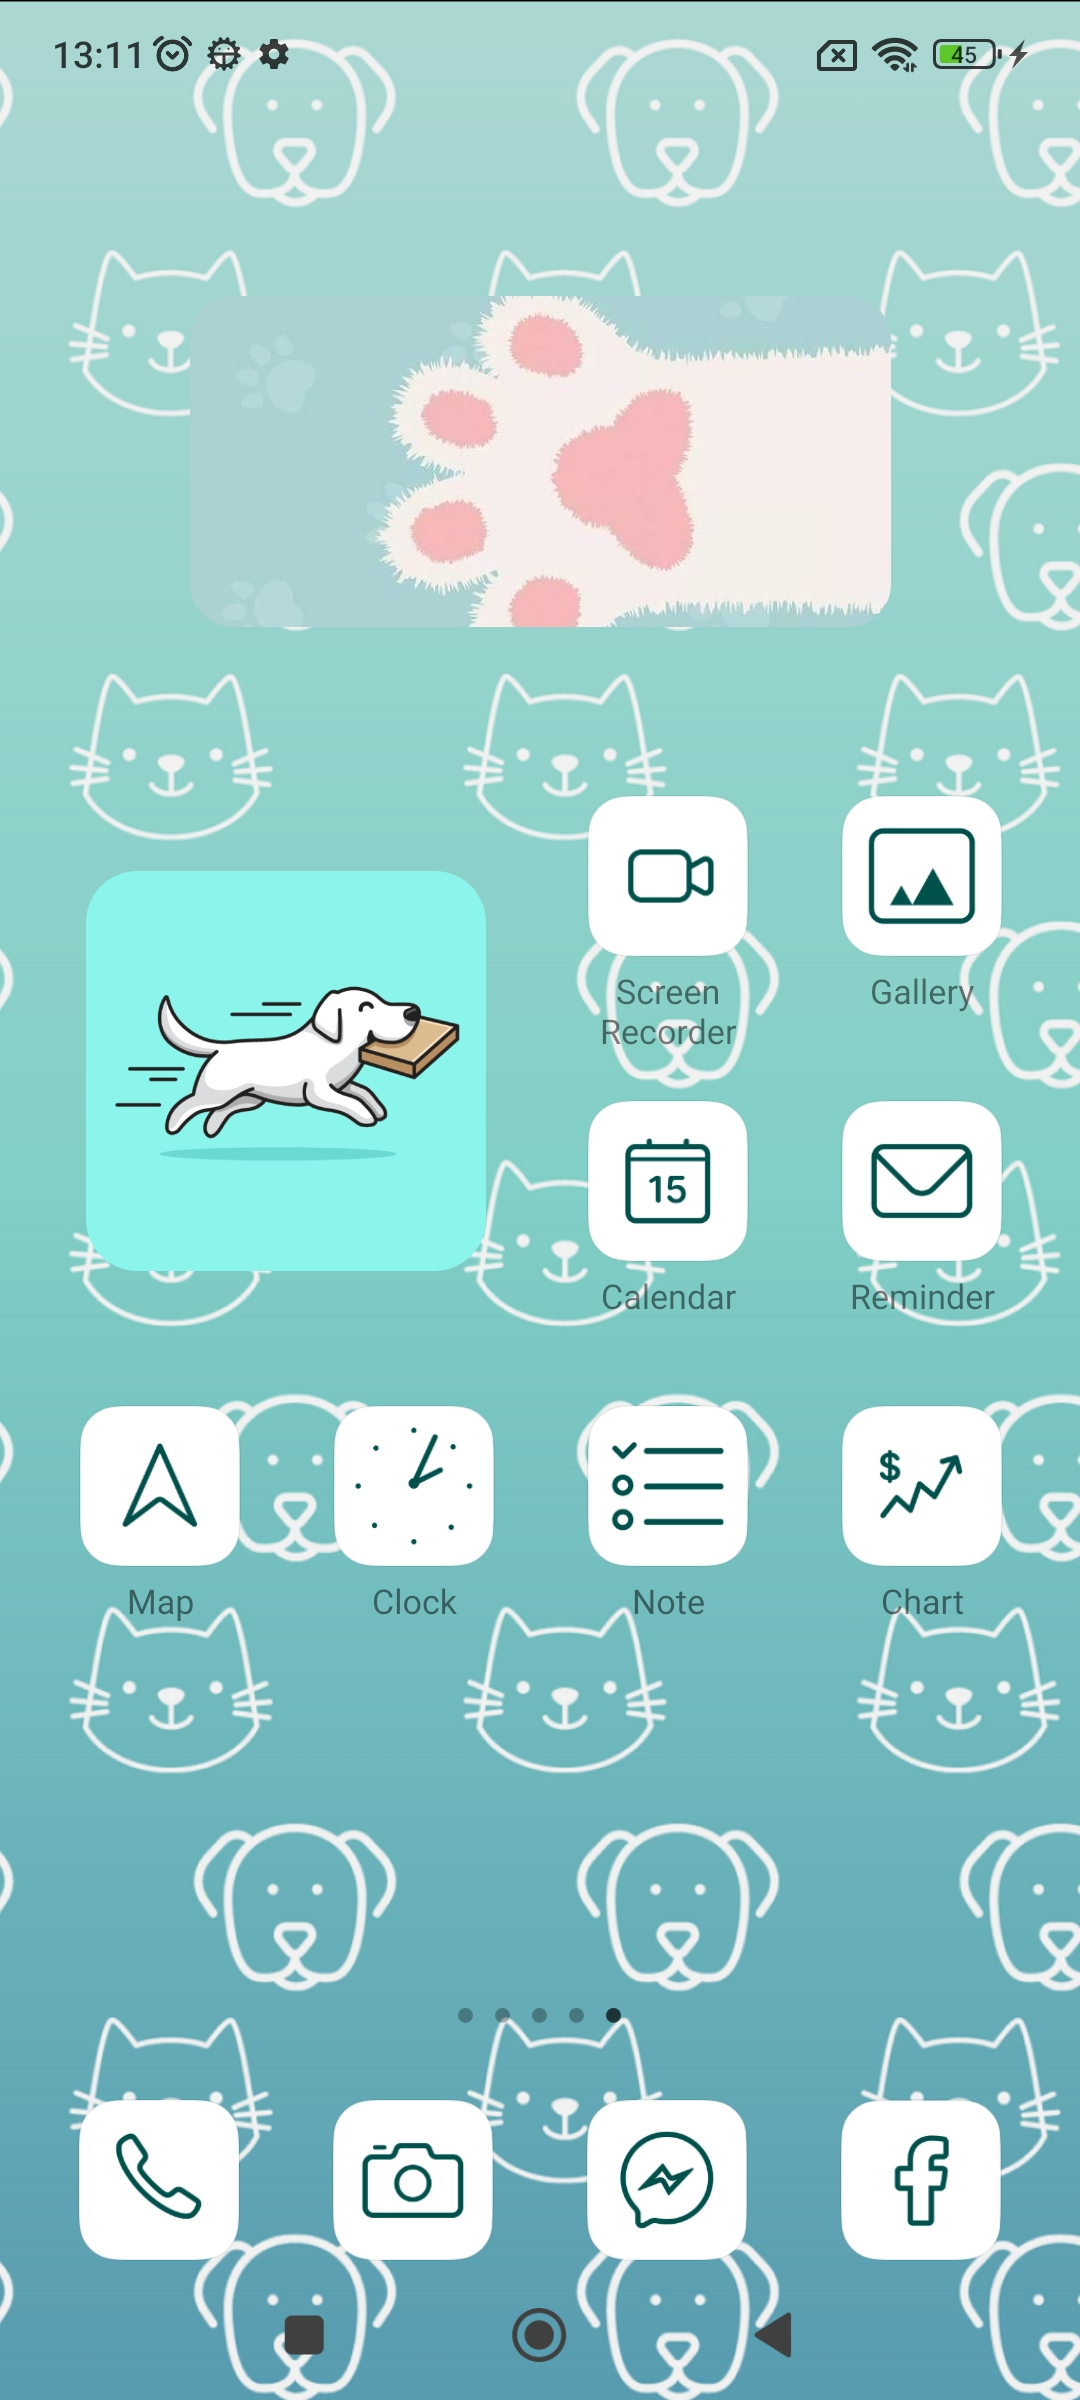 13:11
45
Screen
Recorder
Gallery
15
Calendar
Reminder
$
Map
Clock
Note
Chart